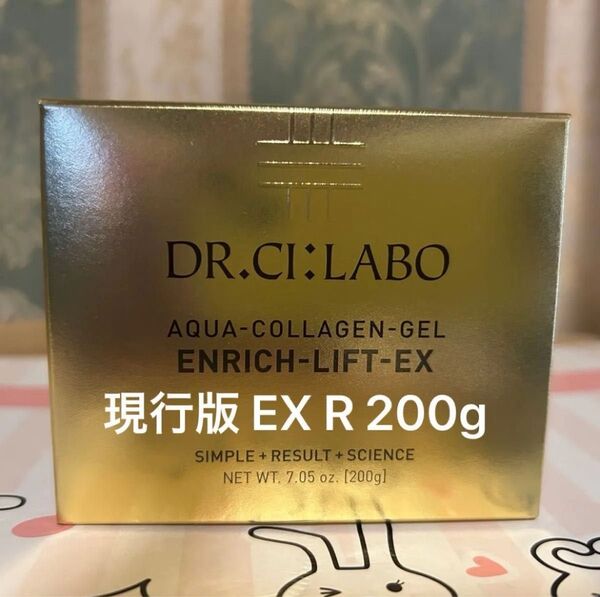 DR.CI:LABO
AQUA-COLLAGEN-GEL
ENRICH-LIFT-EX
現行版 EX R 200g
SIMPLE + RESULT + SCIENCE
NET WT. 7.05 oz. [200g]